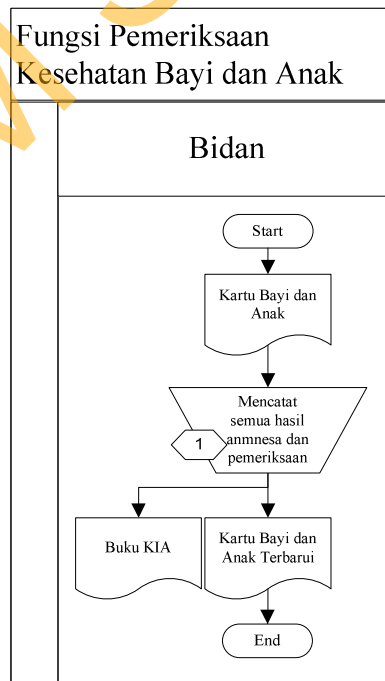 Fungsi Pemeriksaan
Kesehatan Bayi dan Anak
Bidan
Start
Kartu Bayi dan
Anak
Mencatat
semua hasil
anmnesa dan
pemeriksaan
1
Buku KIA
Kartu Bayi dan
Anak Terbarui
End